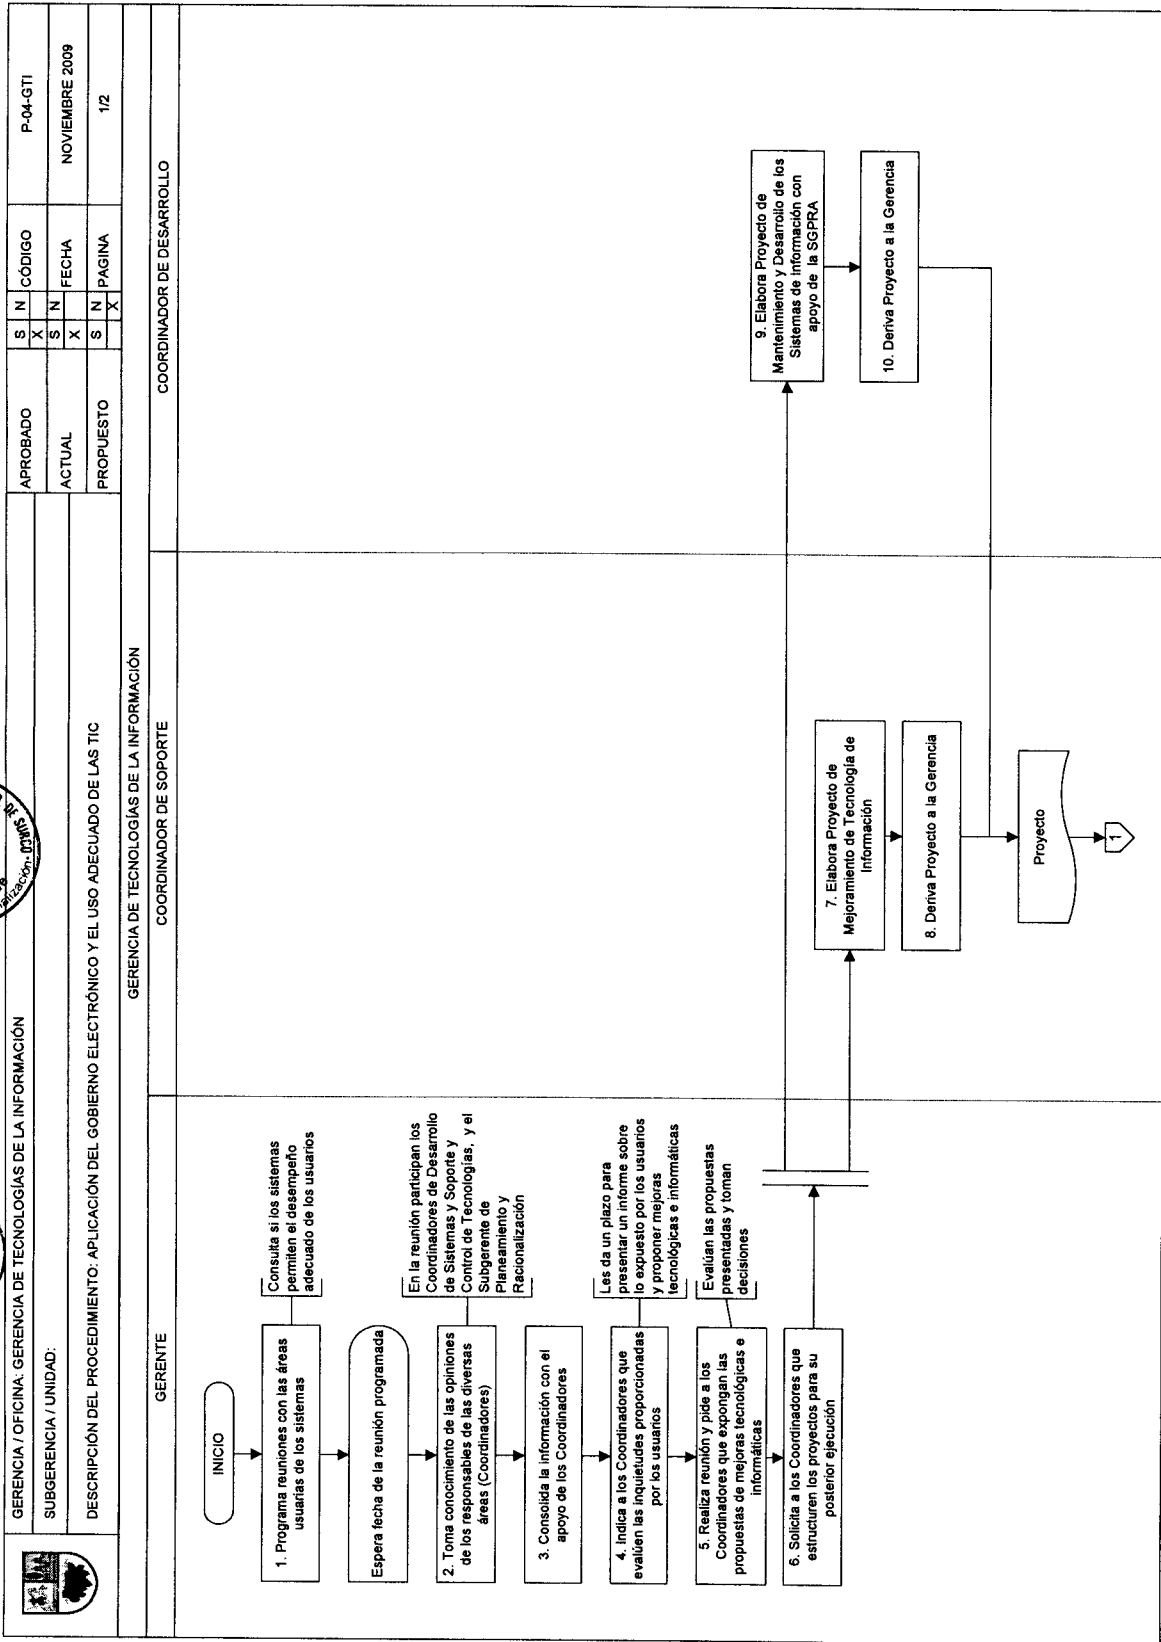 GERENCIA / OFICINA: GERENCIA DE TECNOLOGÍAS DE LA INFORMACIÓN
SUBGERENCIA / UNIDAD:
DESCRIPCIÓN DEL PROCEDIMIENTO: APLICACIÓN DEL GOBIERNO ELECTRÓNICO Y EL USO ADECUADO DE LAS TIC
APROBADO S N CÓDIGO P-04-GTI
X
ACTUAL S N FECHA NOVIEMBRE 2009
X
PROPUESTO S N PAGINA 1/2
X
DE SURCO
GERENCIA DE TECNOLOGÍAS DE LA INFORMACIÓN
GERENTE
COORDINADOR DE SOPORTE
COORDINADOR DE DESARROLLO
INICIO
1. Programa reuniones con las áreas
usuarias de los sistemas
Consulta si los sistemas
permiten el desempeño
adecuado de los usuarios
Espera fecha de la reunión programada
2. Toma conocimiento de las opiniones
de los responsables de las diversas
áreas (Coordinadores)
En la reunión participan los
Coordinadores de Desarrollo
de Sistemas y Soporte y
Control de Tecnologías, y el
Subgerente de
Planeamiento y
Racionalización
3. Consolida la información con el
apoyo de los Coordinadores
4. Indica a los Coordinadores que
evalúen las inquietudes proporcionadas
por los usuarios
Les da un plazo para
presentar un informe sobre
lo expuesto por los usuarios
y proponer mejoras
tecnológicas e informáticas
5. Realiza reunión y pide a los
Coordinadores que expongan las
propuestas de mejoras tecnológicas e
informáticas
Evalúan las propuestas
presentadas y toman
decisiones
6. Solicita a los Coordinadores que
estructuren los proyectos para su
posterior ejecución
7. Elabora Proyecto de
Mejoramiento de Tecnología de
Información
8. Deriva Proyecto a la Gerencia
Proyecto
1
9. Elabora Proyecto de
Mantenimiento y Desarrollo de los
Sistemas de Información con
apoyo de la SGPRA
10. Deriva Proyecto a la Gerencia